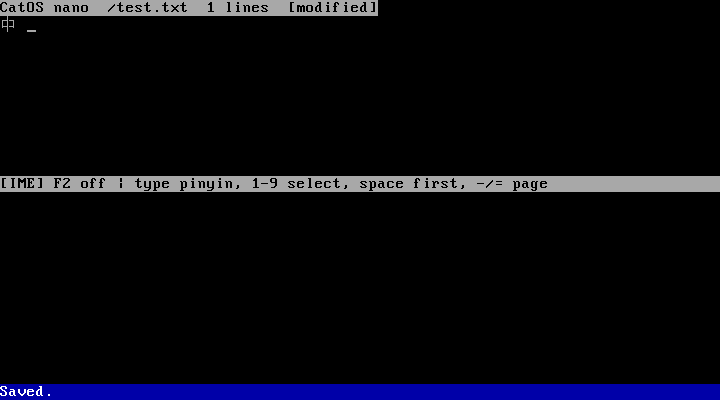 CatOS nano  /test.txt  1 lines  [modified]
中 _
[IME] F2 off | type pinyin, 1-9 select, space first, -/= page
Saved.